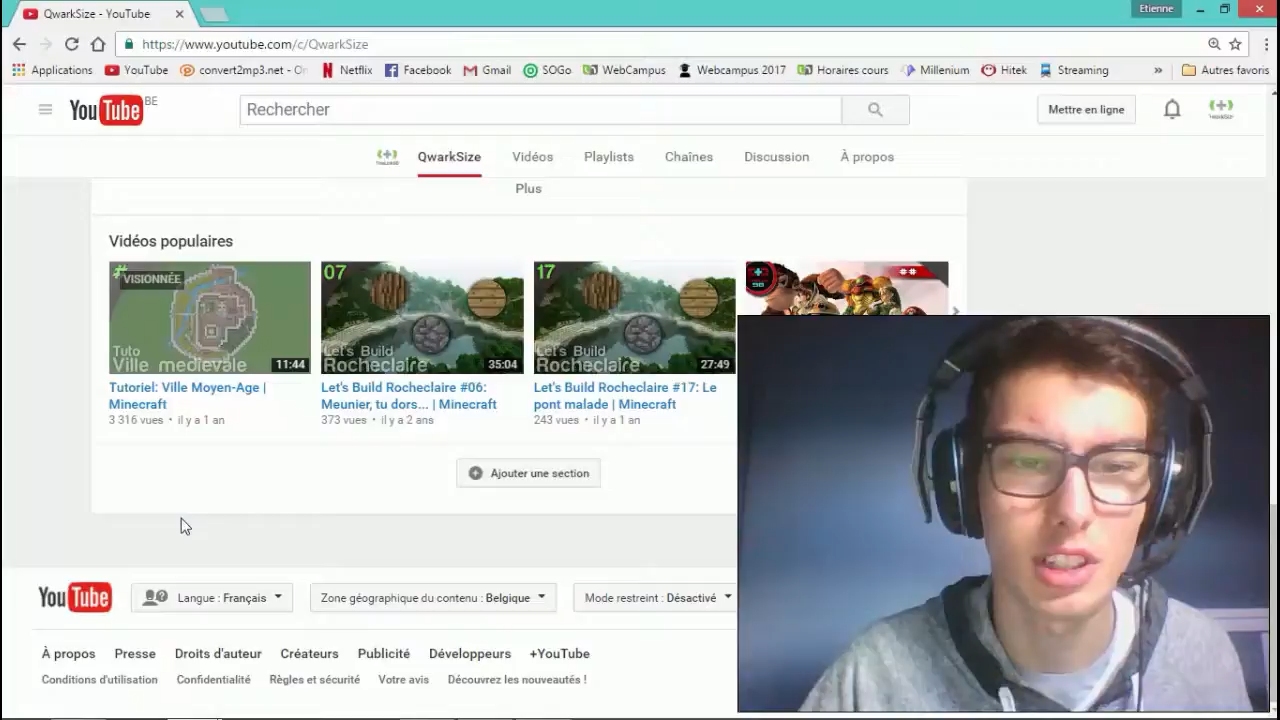 QwarkSize - YouTube
Etienne
https://www.youtube.com/c/QwarkSize
Applications YouTube convert2mp3.net - On Netflix Facebook Gmail SOGo WebCampus Webcampus 2017 Horaires cours Millenium Hitek Streaming » Autres favoris
YouTube BE
Rechercher
Mettre en ligne
QwarkSize Vidéos Playlists Chaînes Discussion À propos
Plus
Vidéos populaires
VISIONNÉE
Tuto
Ville medievale
11:44
07
Let's Build
Rocheclaire
35:04
17
Let's Build
Rocheclaire
27:49
##
Tutoriel: Ville Moyen-Age |
Minecraft
3 316 vues • il y a 1 an
Let's Build Rocheclaire #06:
Meunier, tu dors... | Minecraft
373 vues • il y a 2 ans
Let's Build Rocheclaire #17: Le
pont malade | Minecraft
243 vues • il y a 1 an
Ajouter une section
YouTube
Langue : Français
Zone géographique du contenu : Belgique
Mode restreint : Désactivé
À propos Presse Droits d'auteur Créateurs Publicité Développeurs +YouTube
Conditions d'utilisation Confidentialité Règles et sécurité Votre avis Découvrez les nouveautés !